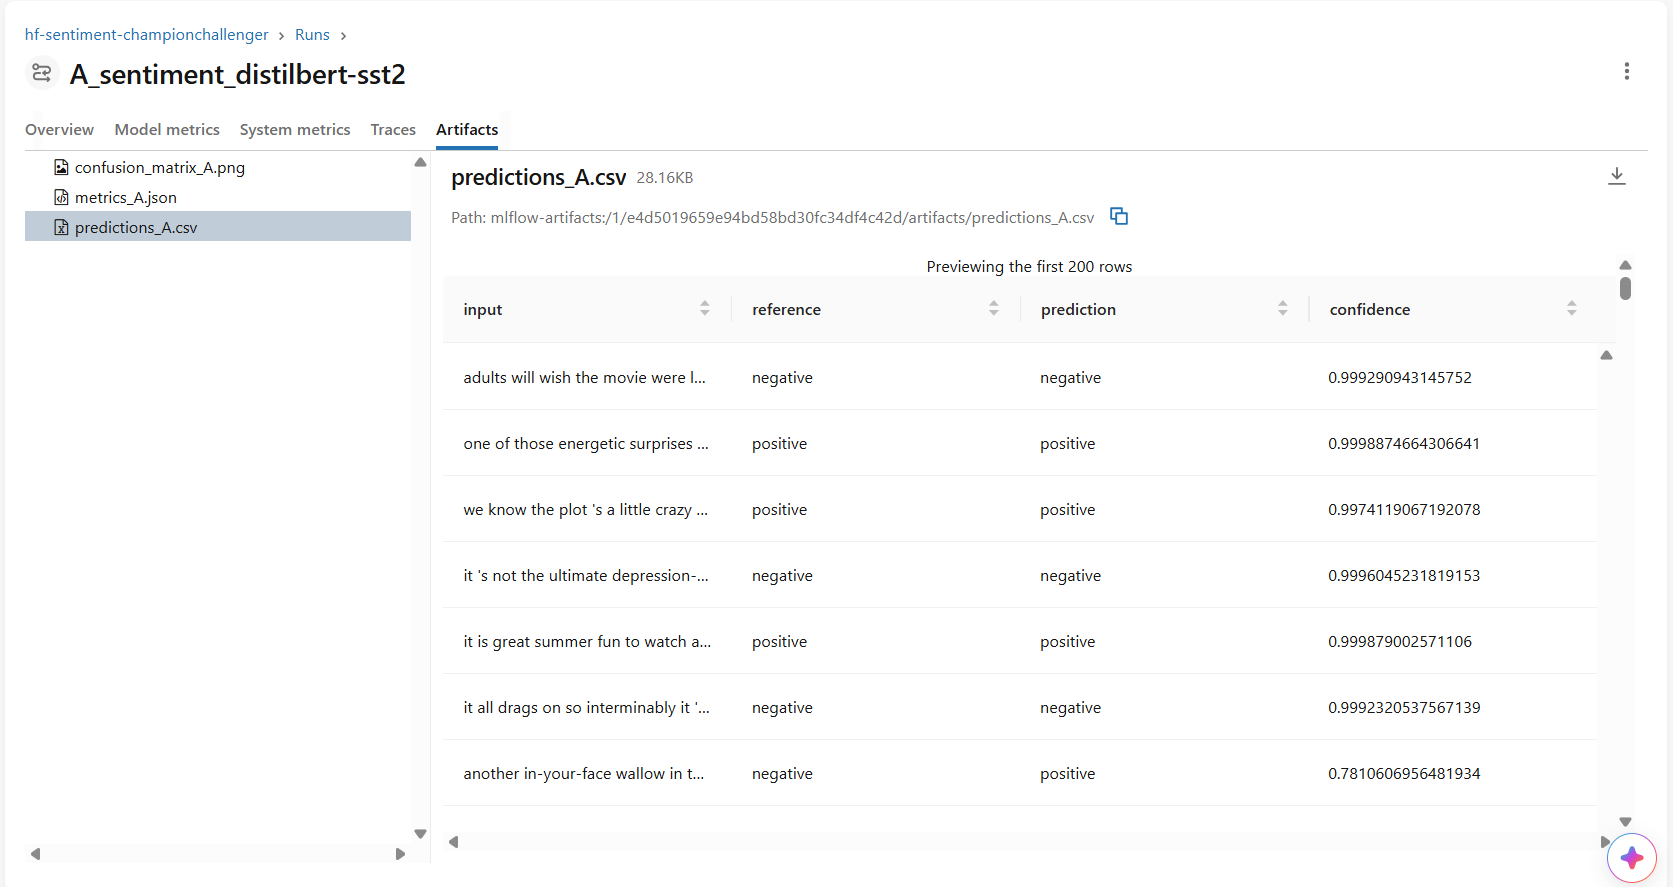 hf-sentiment-championchallenger > Runs >
A_sentiment_distilbert-sst2
Overview Model metrics System metrics Traces Artifacts
confusion_matrix_A.png
metrics_A.json
predictions_A.csv
predictions_A.csv 28.16KB
Path: mlflow-artifacts:/1/e4d5019659e94bd58bd30fc34df4c42d/artifacts/predictions_A.csv
Previewing the first 200 rows
input reference prediction confidence
adults will wish the movie were l... negative negative 0.999290943145752
one of those energetic surprises ... positive positive 0.9998874664306641
we know the plot 's a little crazy ... positive positive 0.9974119067192078
it 's not the ultimate depression-... negative negative 0.9996045231819153
it is great summer fun to watch a... positive positive 0.999879002571106
it all drags on so interminably it '... negative negative 0.9992320537567139
another in-your-face wallow in t... negative positive 0.7810606956481934